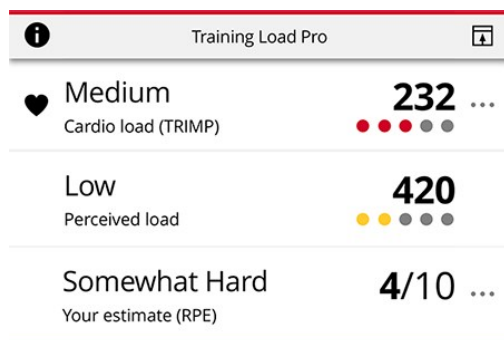 Training Load Pro
Medium 232
Cardio load (TRIMP)
Low 420
Perceived load
Somewhat Hard 4/10
Your estimate (RPE)